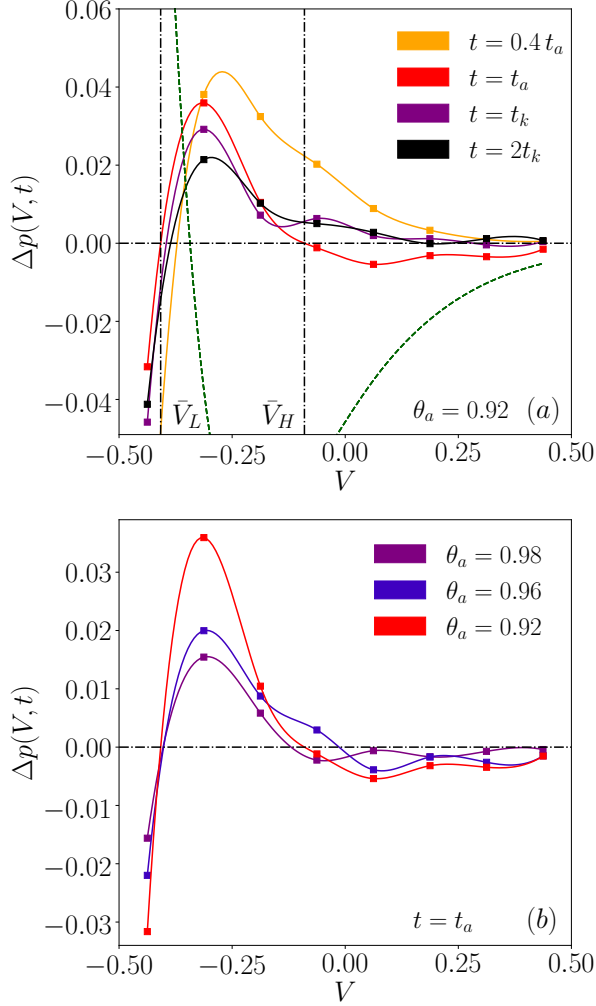 0.06
0.04
0.02
0.00
−0.02
−0.04
Δp(V, t)
t = 0.4 t_a
t = t_a
t = t_k
t = 2t_k
V̄_L
V̄_H
θ_a = 0.92 (a)
−0.50
−0.25
0.00
0.25
0.50
V
0.03
0.02
0.01
0.00
−0.01
−0.02
−0.03
Δp(V, t)
θ_a = 0.98
θ_a = 0.96
θ_a = 0.92
t = t_a (b)
−0.50
−0.25
0.00
0.25
0.50
V